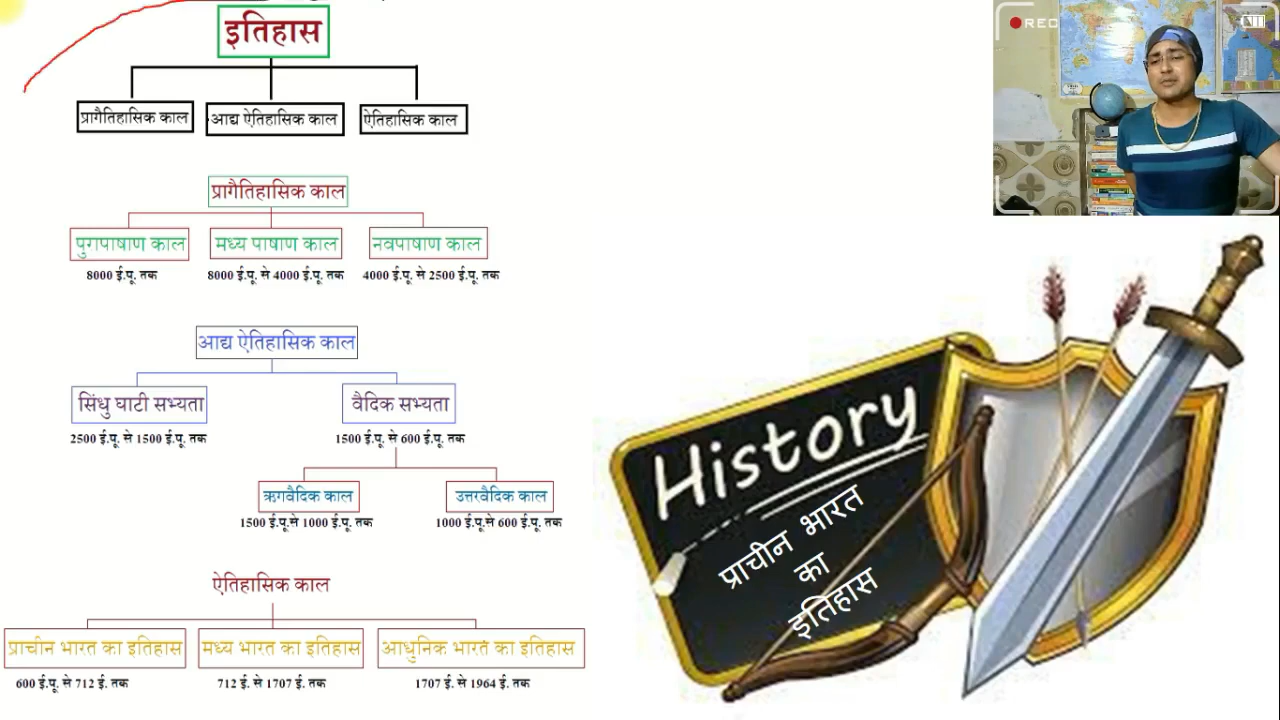 इतिहास
प्रागैतिहासिक काल
आद्य ऐतिहासिक काल
ऐतिहासिक काल
प्रागैतिहासिक काल
पुरापाषाण काल
मध्य पाषाण काल
नवपाषाण काल
8000 ई.पू. तक
8000 ई.पू. से 4000 ई.पू. तक
4000 ई.पू. से 2500 ई.पू. तक
आद्य ऐतिहासिक काल
सिंधु घाटी सभ्यता
वैदिक सभ्यता
2500 ई.पू. से 1500 ई.पू. तक
1500 ई.पू. से 600 ई.पू. तक
ऋगवैदिक काल
उत्तरवैदिक काल
1500 ई.पू.से 1000 ई.पू. तक
1000 ई.पू.से 600 ई.पू. तक
ऐतिहासिक काल
प्राचीन भारत का इतिहास
मध्य भारत का इतिहास
आधुनिक भारत का इतिहास
600 ई.पू. से 712 ई. तक
712 ई. से 1707 ई. तक
1707 ई. से 1964 ई. तक
REC
History
प्राचीन भारत
का
इतिहास